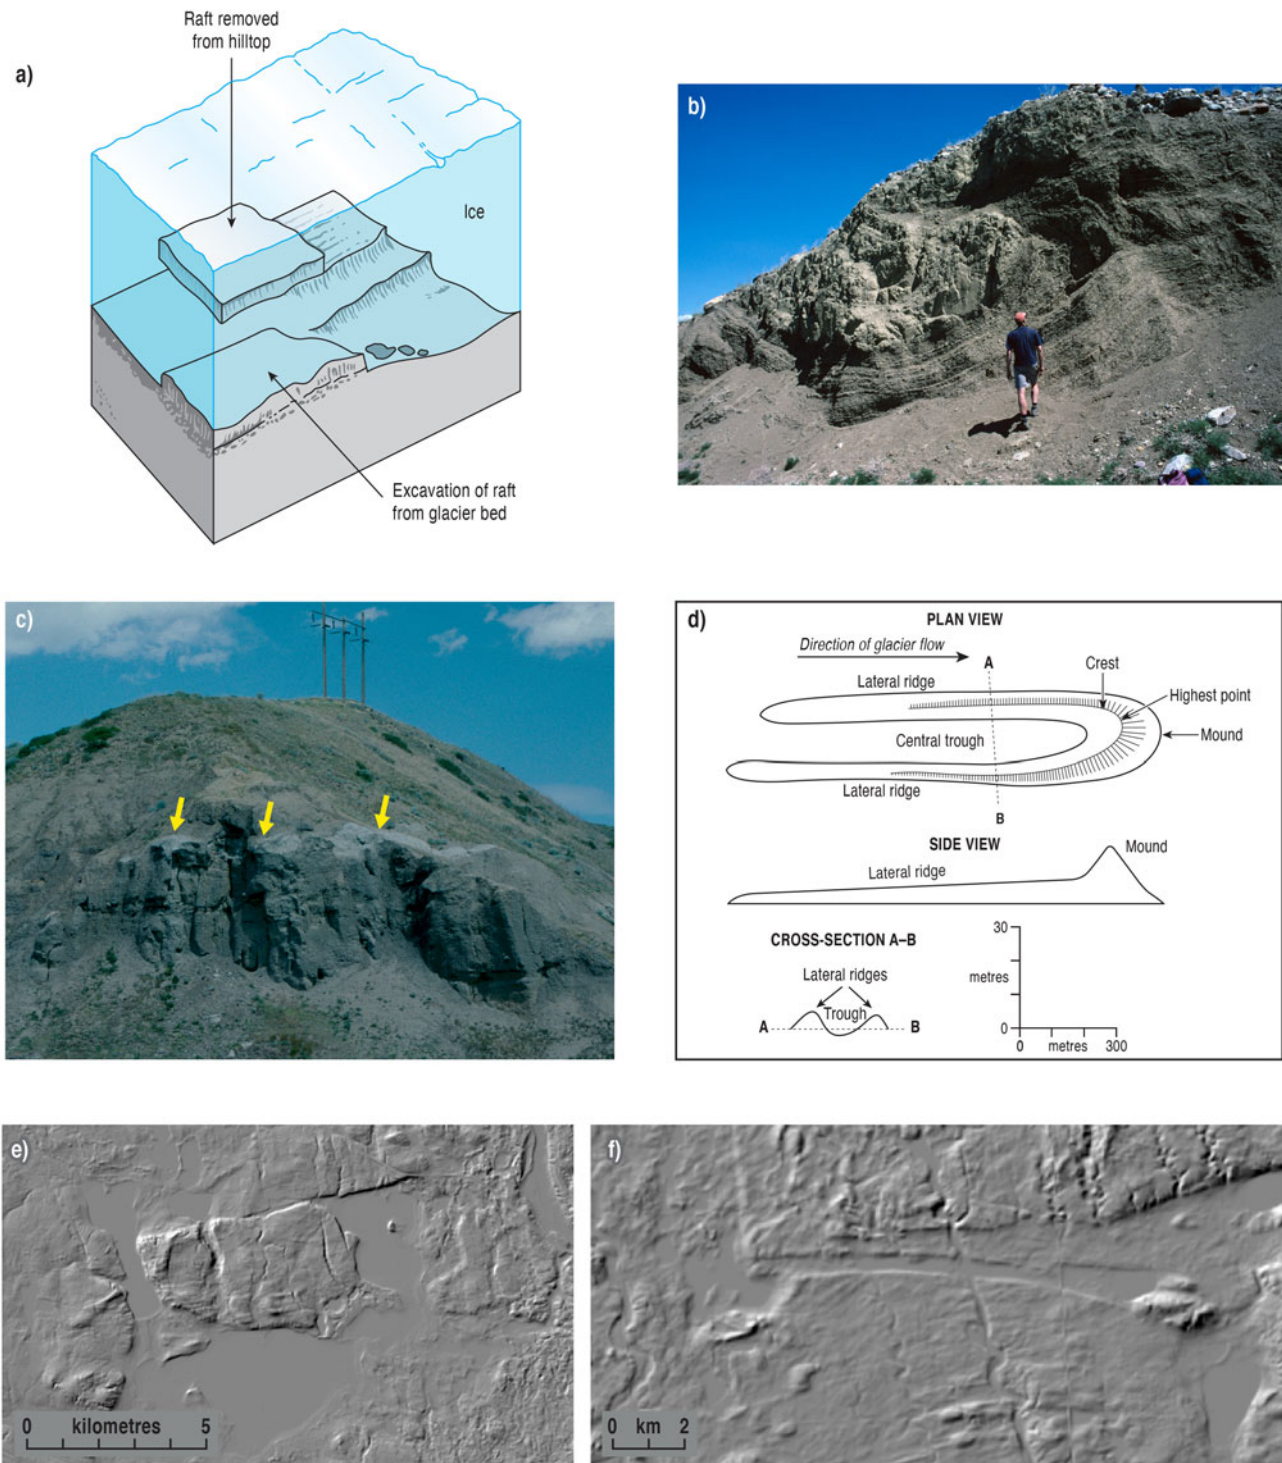 a)
Raft removed
from hilltop
Ice
Excavation of raft
from glacier bed
b)
c)
d)
PLAN VIEW
Direction of glacier flow
A
Crest
Lateral ridge
Highest point
Central trough
Mound
Lateral ridge
B
SIDE VIEW
Mound
Lateral ridge
CROSS-SECTION A–B
Lateral ridges
Trough
A
B
30
metres
0
0 metres 300
e)
0 kilometres 5
f)
0 km 2